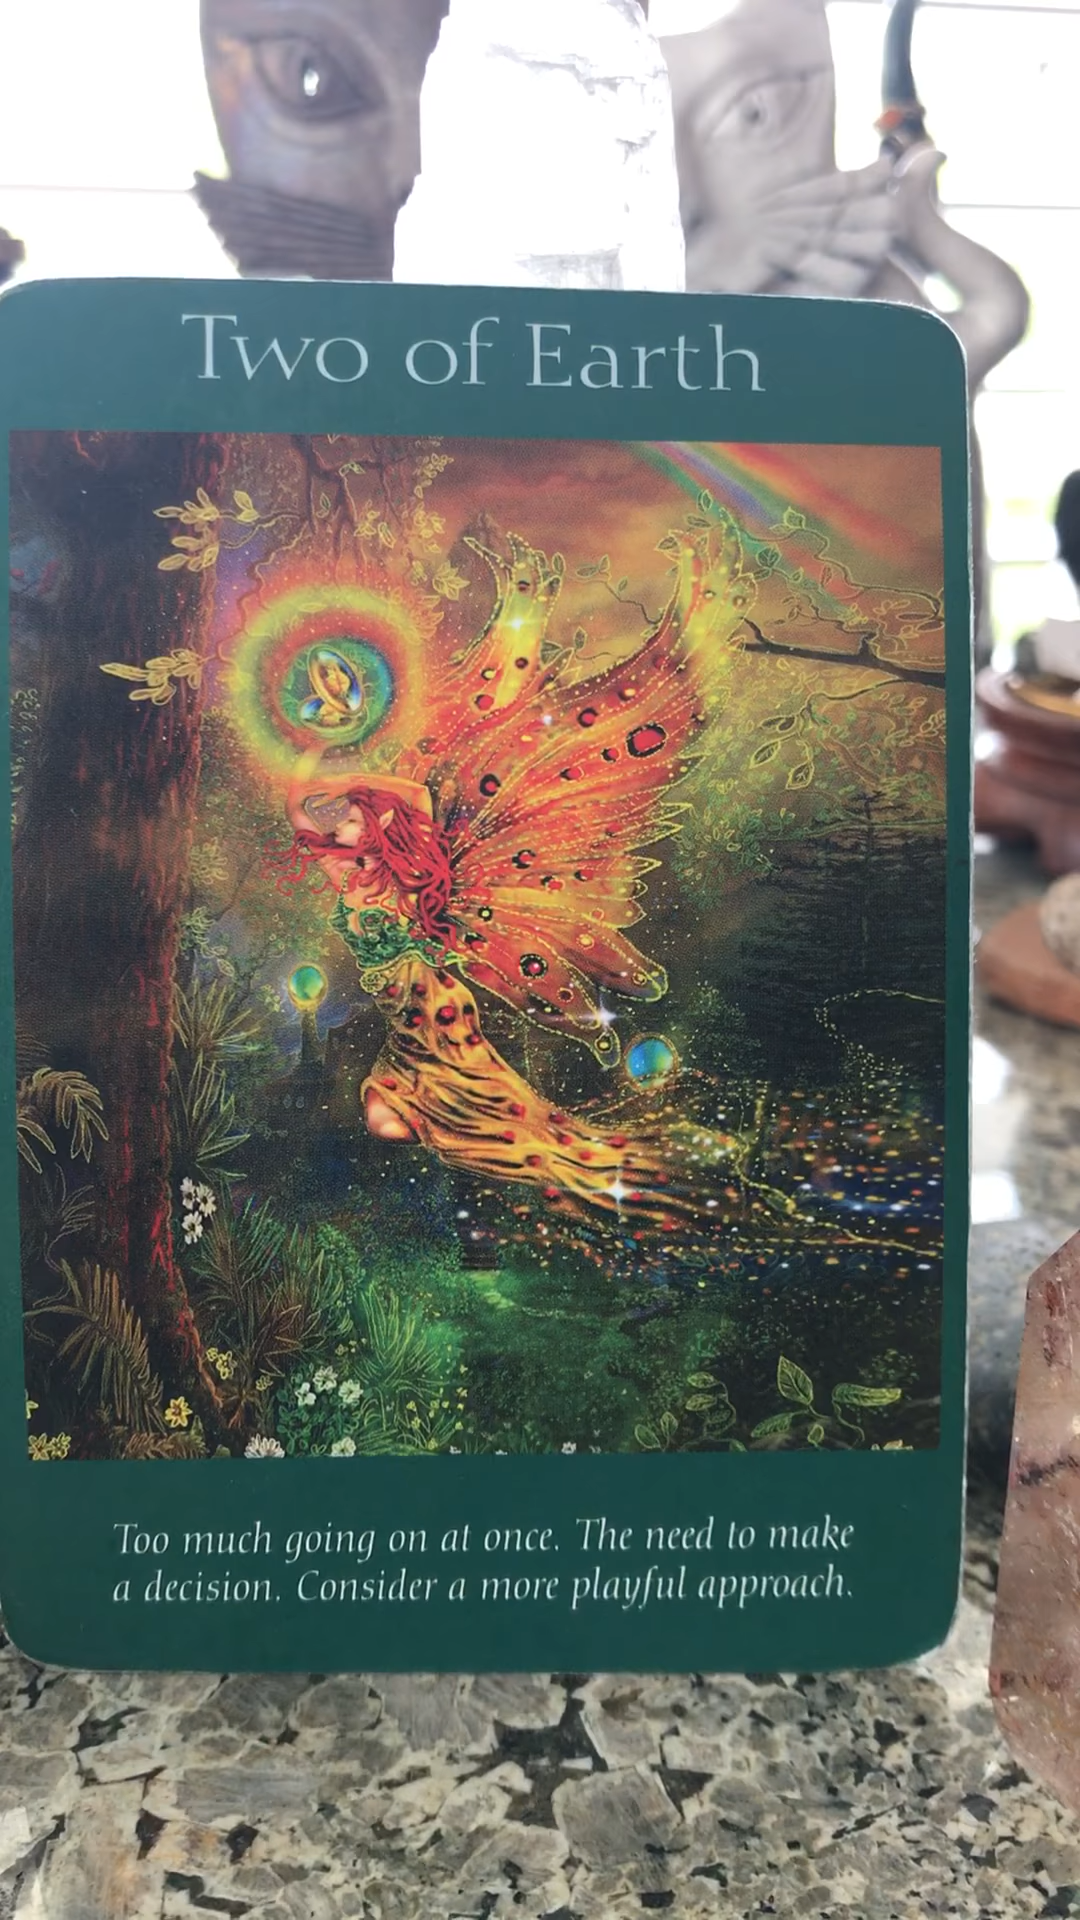 Two of Earth
Too much going on at once. The need to make
a decision. Consider a more playful approach.